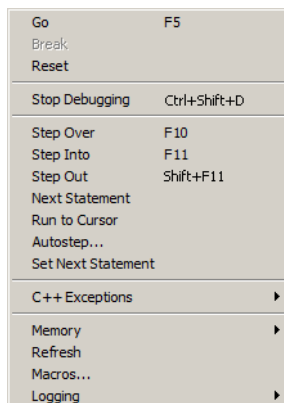 Go F5
Break
Reset
Stop Debugging Ctrl+Shift+D
Step Over F10
Step Into F11
Step Out Shift+F11
Next Statement
Run to Cursor
Autostep...
Set Next Statement
C++ Exceptions
Memory
Refresh
Macros...
Logging